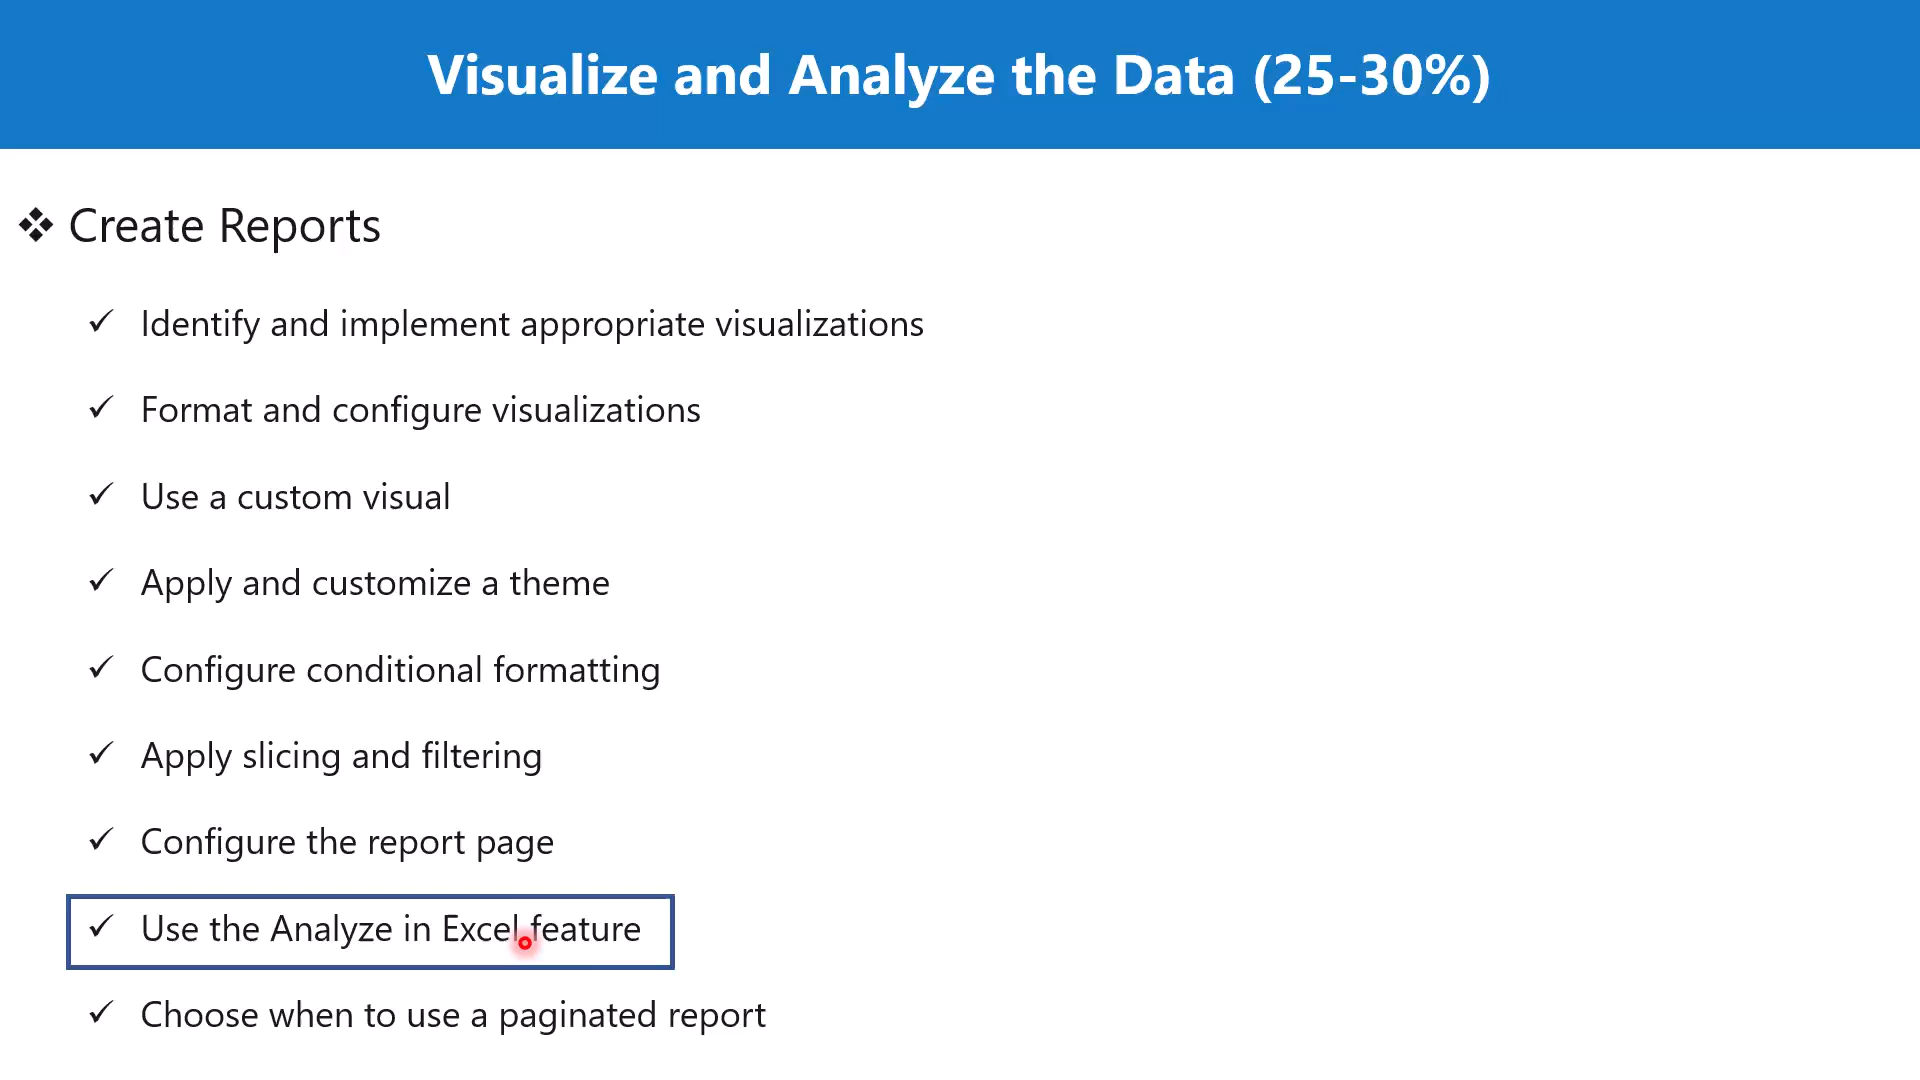 Visualize and Analyze the Data (25-30%)
❖ Create Reports
✓ Identify and implement appropriate visualizations
✓ Format and configure visualizations
✓ Use a custom visual
✓ Apply and customize a theme
✓ Configure conditional formatting
✓ Apply slicing and filtering
✓ Configure the report page
✓ Use the Analyze in Excel feature
✓ Choose when to use a paginated report